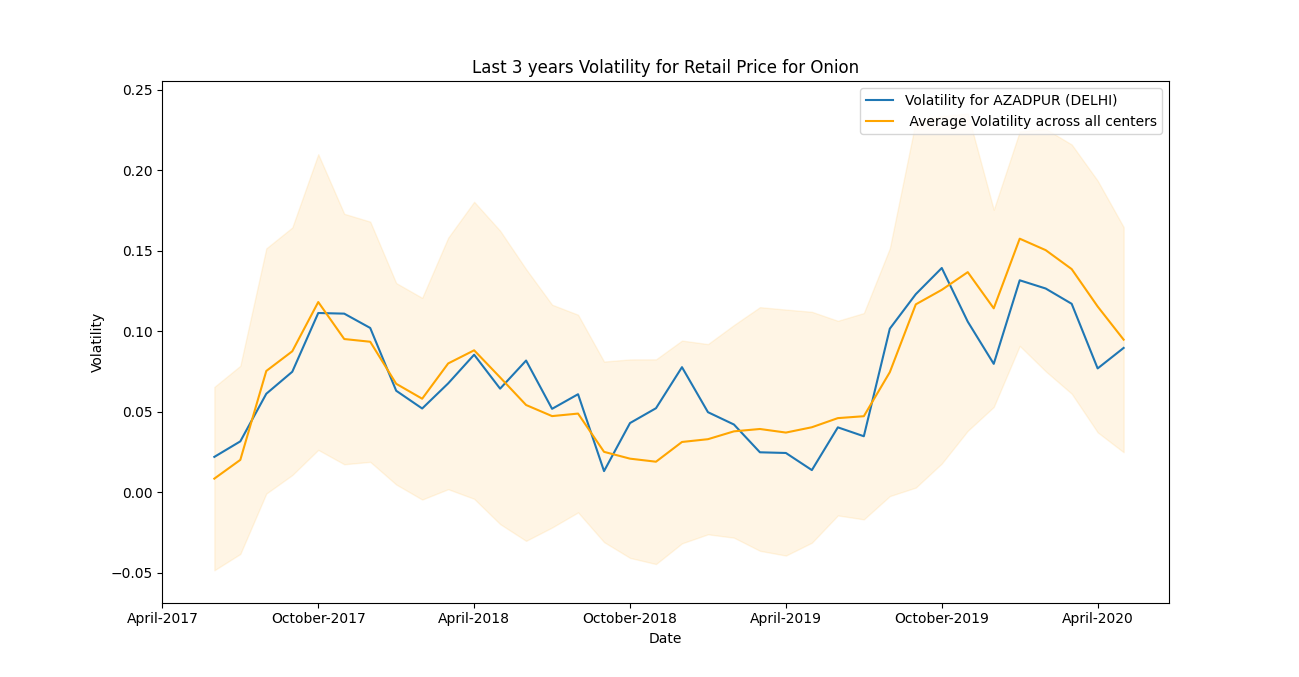 Last 3 years Volatility for Retail Price for Onion
Volatility for AZADPUR (DELHI)
Average Volatility across all centers
Volatility
0.25
0.20
0.15
0.10
0.05
0.00
−0.05
April-2017 October-2017 April-2018 October-2018 April-2019 October-2019 April-2020
Date